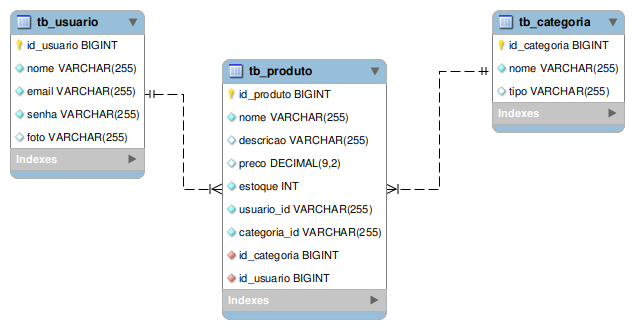 tb_usuario
id_usuario BIGINT
nome VARCHAR(255)
email VARCHAR(255)
senha VARCHAR(255)
foto VARCHAR(255)
Indexes
tb_produto
id_produto BIGINT
nome VARCHAR(255)
descricao VARCHAR(255)
preco DECIMAL(9,2)
estoque INT
usuario_id VARCHAR(255)
categoria_id VARCHAR(255)
id_categoria BIGINT
id_usuario BIGINT
Indexes
tb_categoria
id_categoria BIGINT
nome VARCHAR(255)
tipo VARCHAR(255)
Indexes